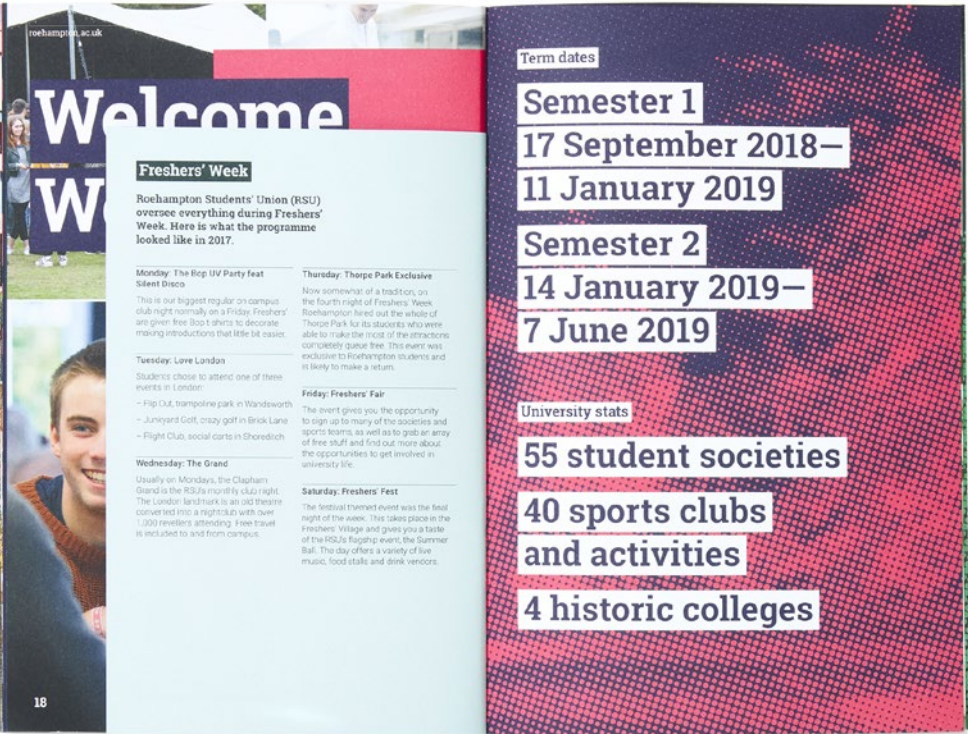 roehampton.ac.uk
Welcome
W
Freshers' Week
Roehampton Students' Union (RSU)
oversee everything during Freshers'
Week. Here is what the programme
looked like in 2017.
Monday: The Bop UV Party feat
Silent Disco
This is our biggest regular on campus
club night normally on a Friday. Freshers'
are given free Bop t-shirts to decorate
making introductions that little bit easier.
Tuesday: Love London
Students chose to attend one of three
events in London:
– Flip Out, trampoline park in Wandsworth
– Junkyard Golf, crazy golf in Brick Lane
– Flight Club, social darts in Shoreditch
Wednesday: The Grand
Usually on Mondays, the Clapham
Grand is the RSU's monthly club night.
The London landmark is an old theatre
converted into a nightclub with over
1,000 revellers attending. Free travel
is included to and from campus.
Thursday: Thorpe Park Exclusive
Now somewhat of a tradition, on
the fourth night of Freshers' Week
Roehampton hired out the whole of
Thorpe Park for its students who were
able to make the most of the attractions
completely queue free. This event was
exclusive to Roehampton students and
is likely to make a return.
Friday: Freshers' Fair
The event gives you the opportunity
to sign up to many of the societies and
sports teams, as well as to grab an array
of free stuff and find out more about
the opportunities to get involved in
university life.
Saturday: Freshers' Fest
The festival themed event was the final
night of the week. This takes place in the
Freshers' Village and gives you a taste
of the RSU's flagship event, the Summer
Ball. The day offers a variety of live
music, food stalls and drink vendors.
18
Term dates
Semester 1
17 September 2018–
11 January 2019
Semester 2
14 January 2019–
7 June 2019
University stats
55 student societies
40 sports clubs
and activities
4 historic colleges